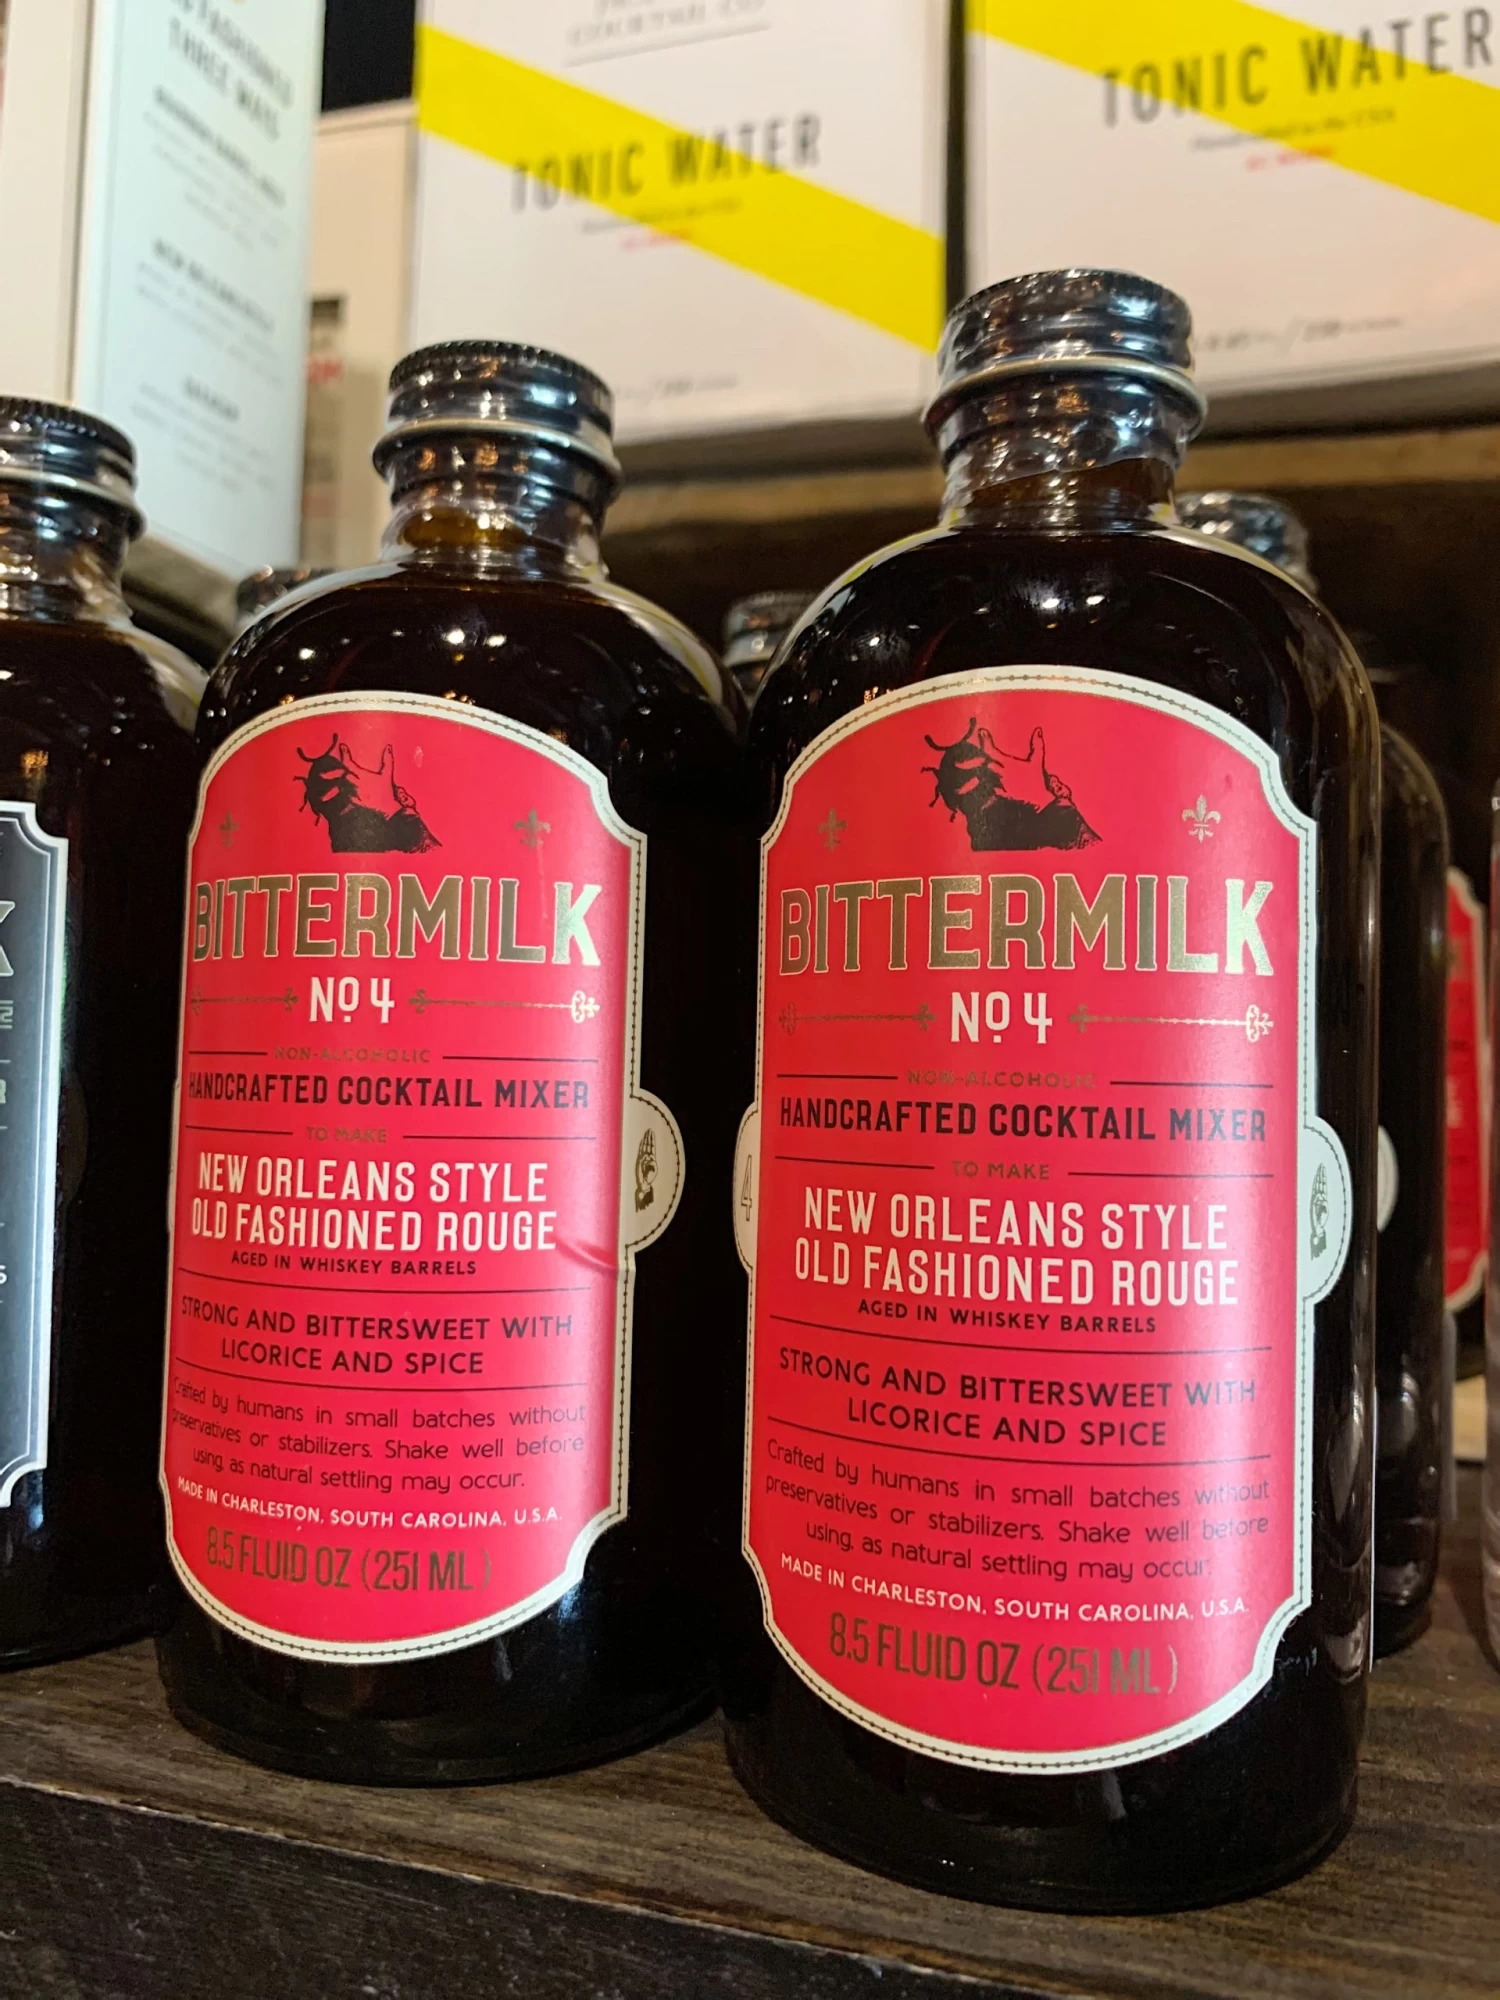 THREE WAYS
TONIC WATER
TONIC WATER
BITTERMILK
No 4
NON-ALCOHOLIC
HANDCRAFTED COCKTAIL MIXER
TO MAKE
NEW ORLEANS STYLE
OLD FASHIONED ROUGE
AGED IN WHISKEY BARRELS
STRONG AND BITTERSWEET WITH
LICORICE AND SPICE
Crafted by humans in small batches without
preservatives or stabilizers. Shake well before
using, as natural settling may occur.
MADE IN CHARLESTON, SOUTH CAROLINA, U.S.A.
8.5 FLUID OZ (251 ML)
BITTERMILK
No 4
NON-ALCOHOLIC
HANDCRAFTED COCKTAIL MIXER
TO MAKE
NEW ORLEANS STYLE
OLD FASHIONED ROUGE
AGED IN WHISKEY BARRELS
STRONG AND BITTERSWEET WITH
LICORICE AND SPICE
Crafted by humans in small batches without
preservatives or stabilizers. Shake well before
using, as natural settling may occur.
MADE IN CHARLESTON, SOUTH CAROLINA, U.S.A.
8.5 FLUID OZ (251 ML)
4